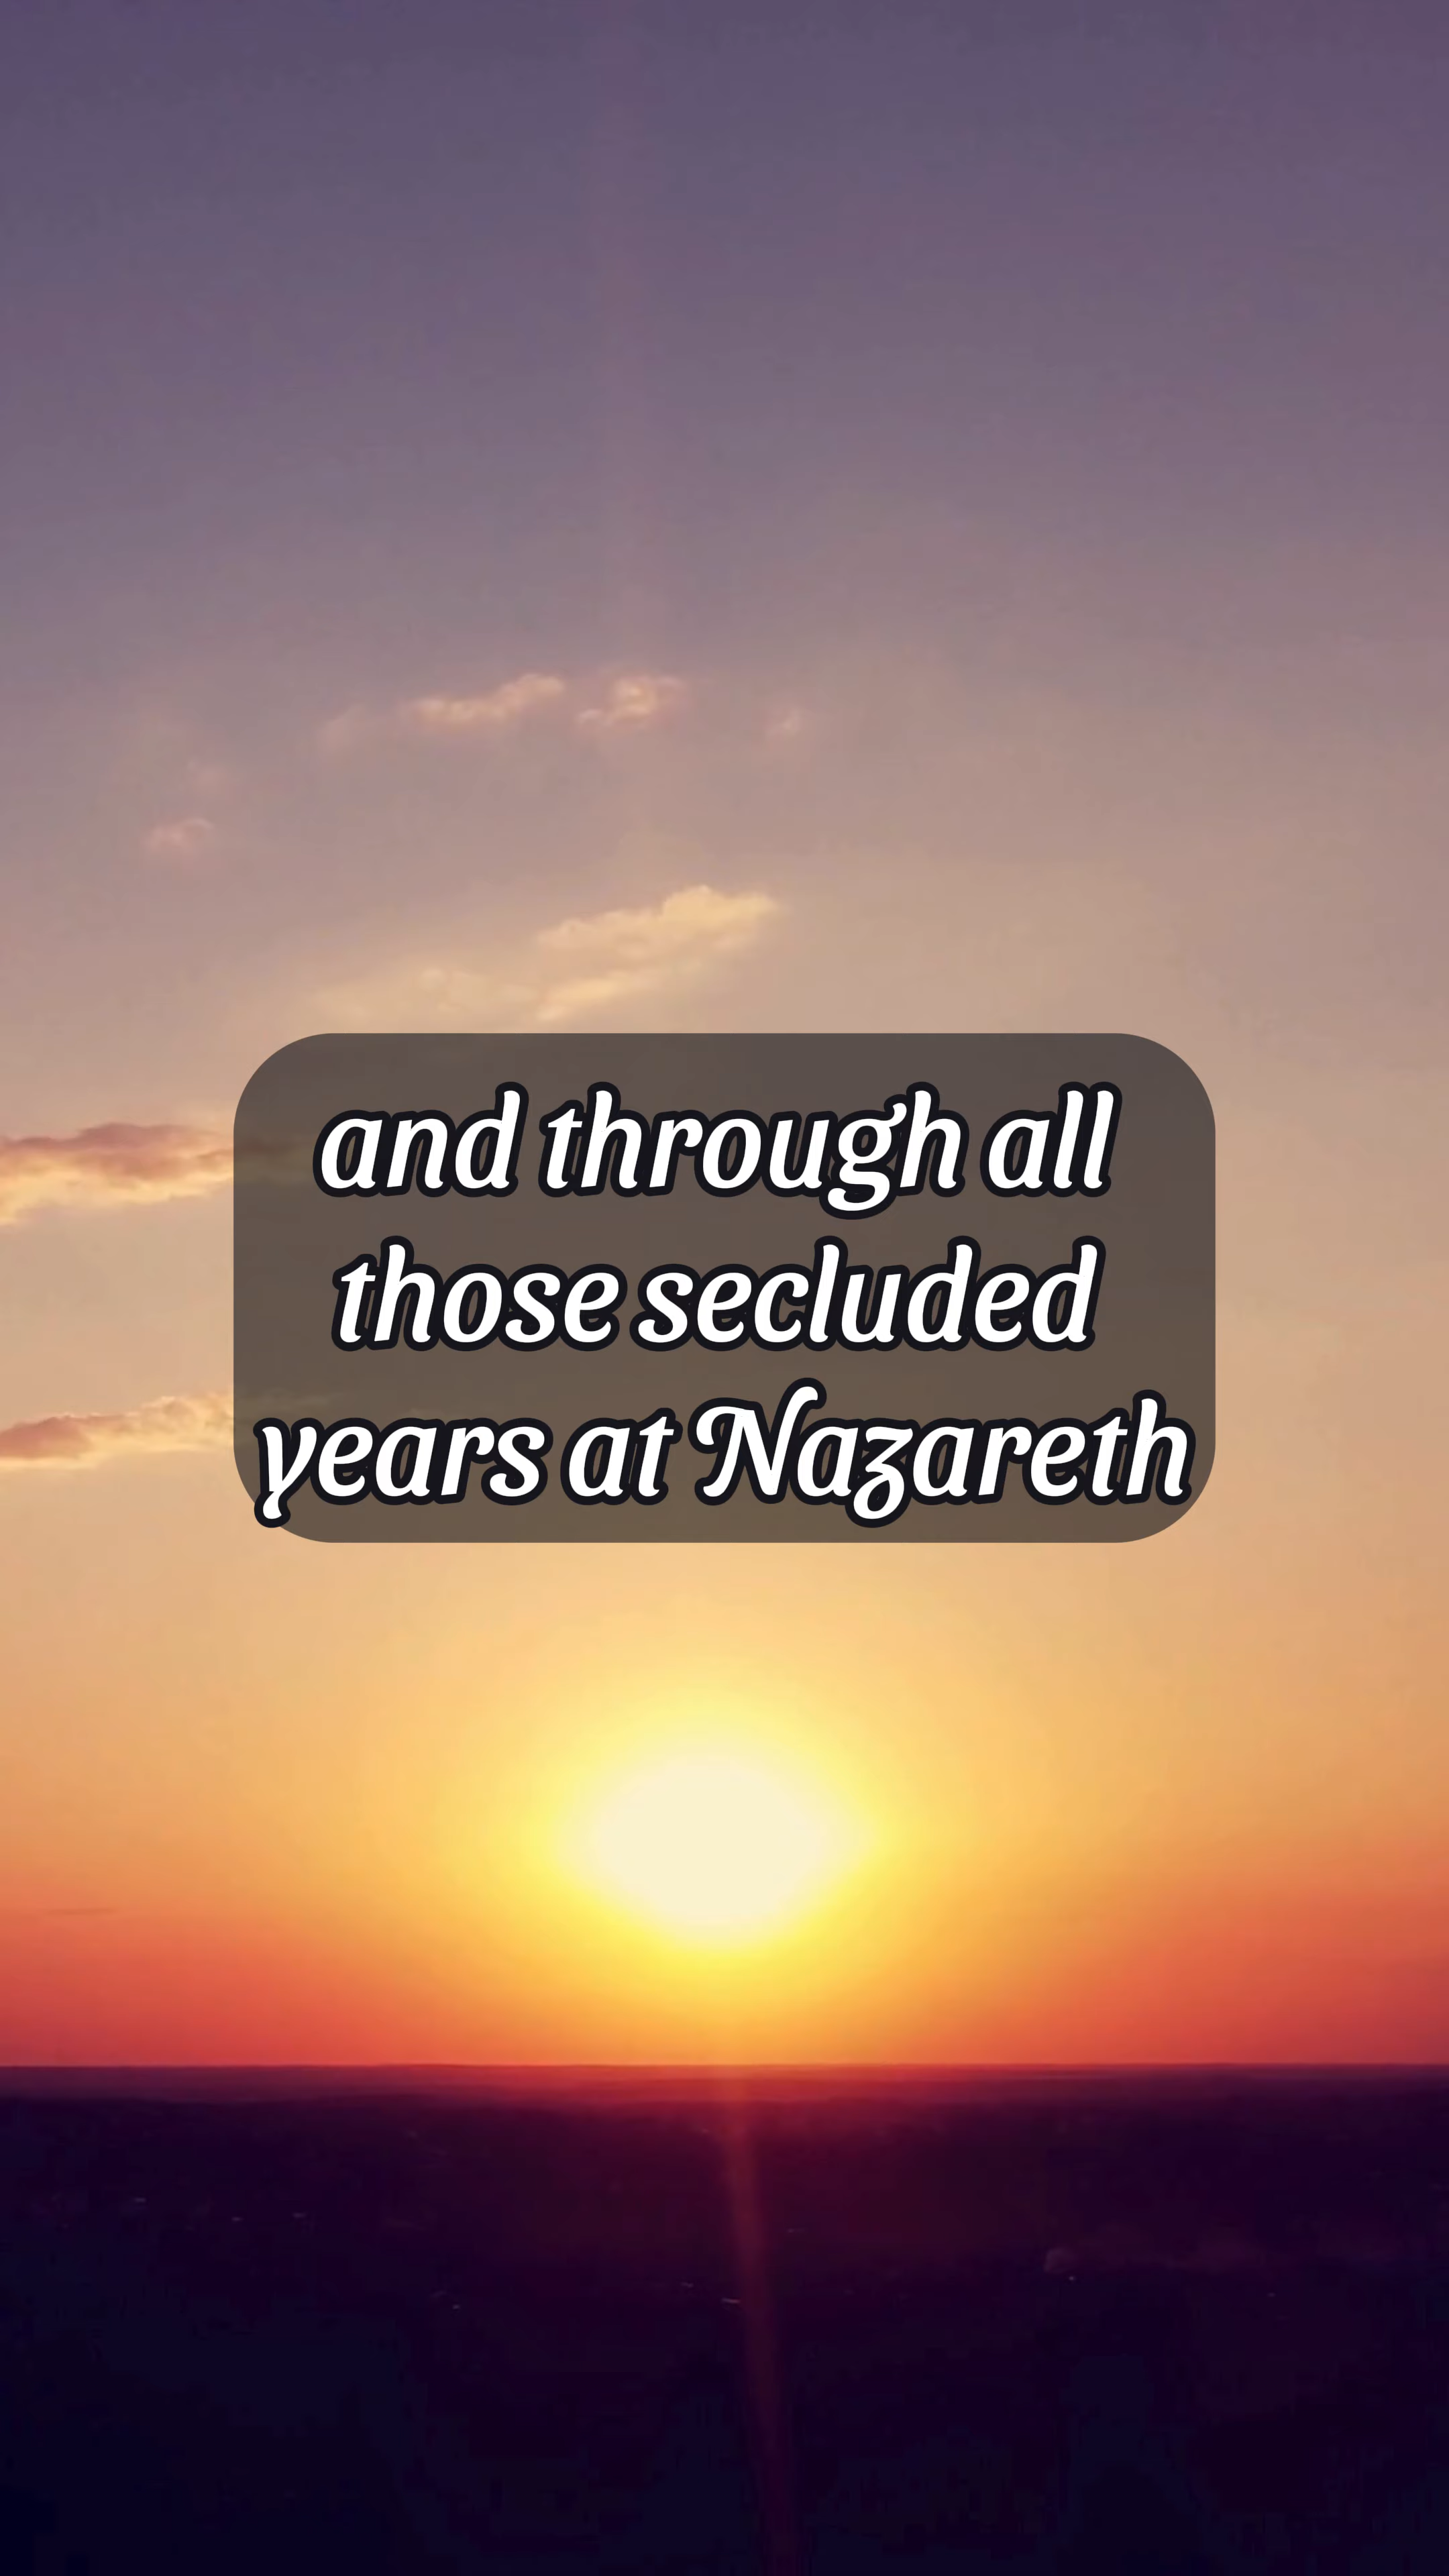 and through all
those secluded
years at Nazareth